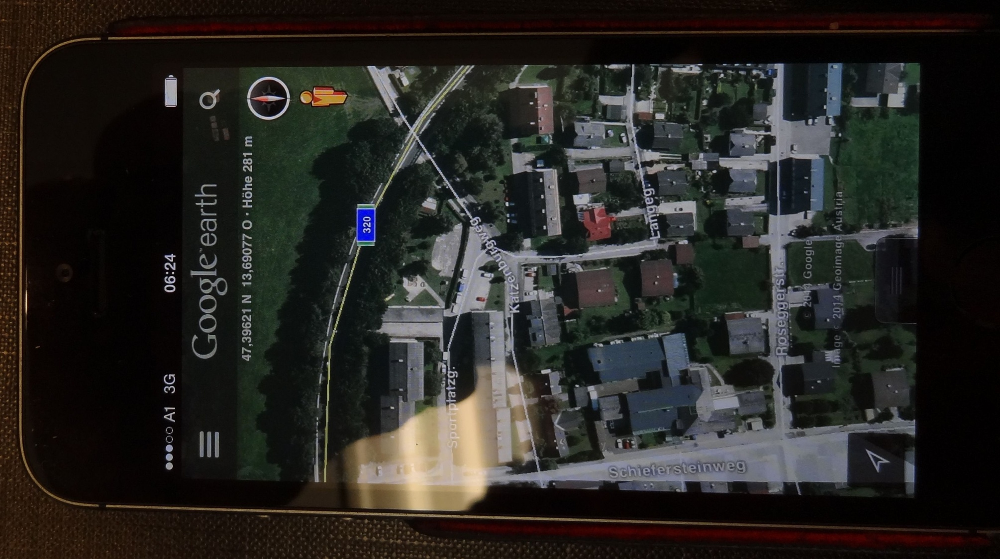 A1 3G 06:24
Google earth
47,39621 N 13,69077 O · Höhe 281 m
320
Katzenburgweg
Sportplatzg.
Langeg.
Roseggerstr.
Schiefersteinweg
© 2014 Google
Image © 2014 Geoimage Austria